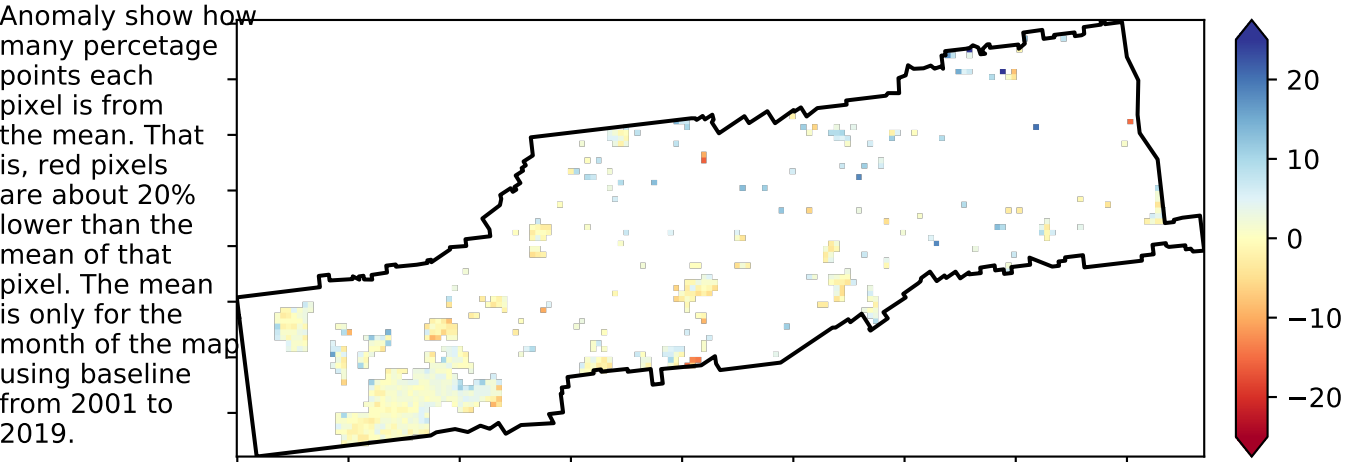 Anomaly show how
many percetage
points each
pixel is from
the mean. That
is, red pixels
are about 20%
lower than the
mean of that
pixel. The mean
is only for the
month of the map
using baseline
from 2001 to
2019.
20
10
0
−10
−20